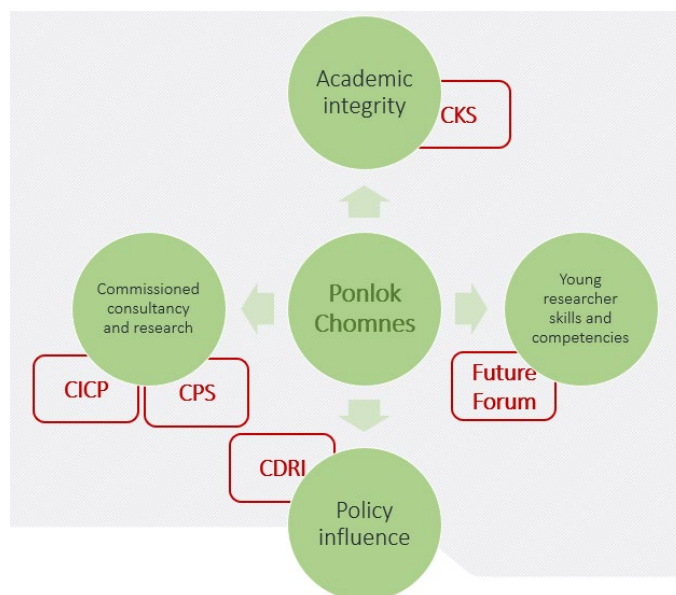 Academic
integrity
CKS
Commissioned
consultancy
and research
Ponlok
Chomnes
Young
researcher
skills and
competencies
CICP
CPS
Future
Forum
CDRI
Policy
influence